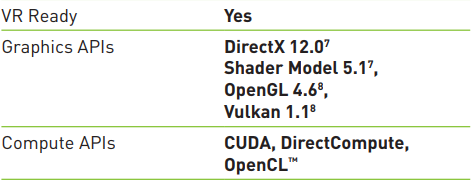 VR Ready Yes
Graphics APIs DirectX 12.0⁷
Shader Model 5.1⁷,
OpenGL 4.6⁸,
Vulkan 1.1⁸
Compute APIs CUDA, DirectCompute,
OpenCL™